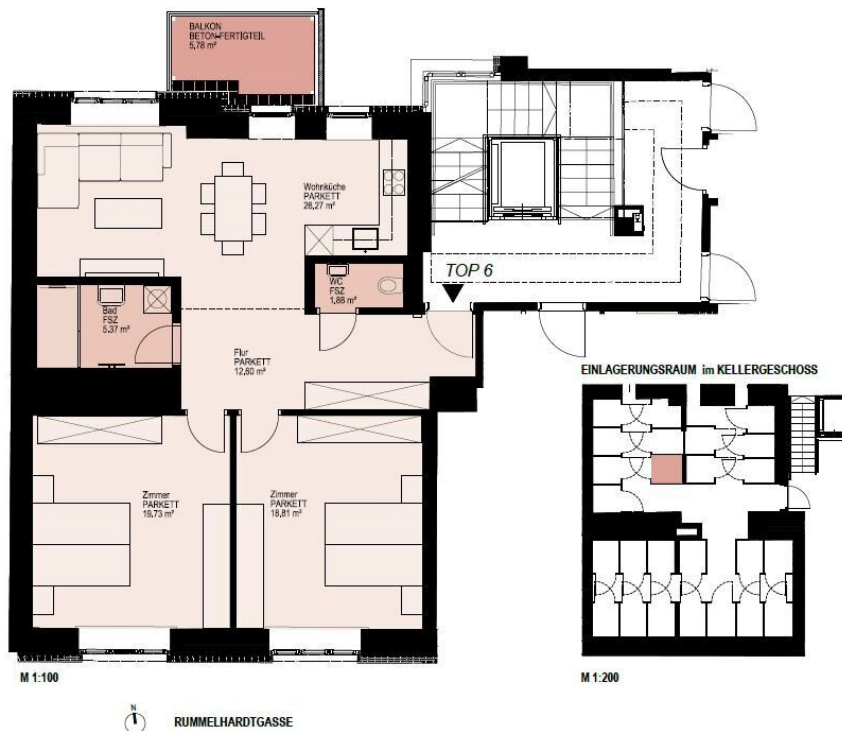 BALKON
BETON-FERTIGTEIL
5,78 m²
Wohnküche
PARKETT
26,27 m²
TOP 6
WC
FSZ
1,88 m²
Bad
FSZ
5,37 m²
Flur
PARKETT
12,60 m²
EINLAGERUNGSRAUM im KELLERGESCHOSS
Zimmer
PARKETT
19,73 m²
Zimmer
PARKETT
18,81 m²
M 1:100
M 1:200
N
RUMMELHARDTGASSE